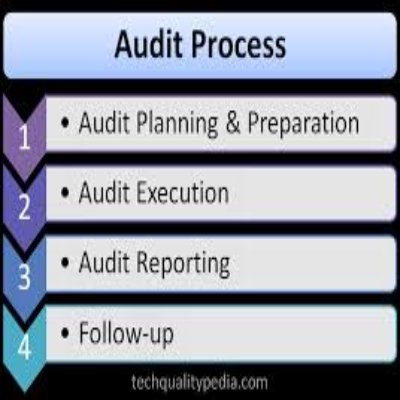 Audit Process
1 • Audit Planning & Preparation
2 • Audit Execution
3 • Audit Reporting
4 • Follow-up
techqualitypedia.com